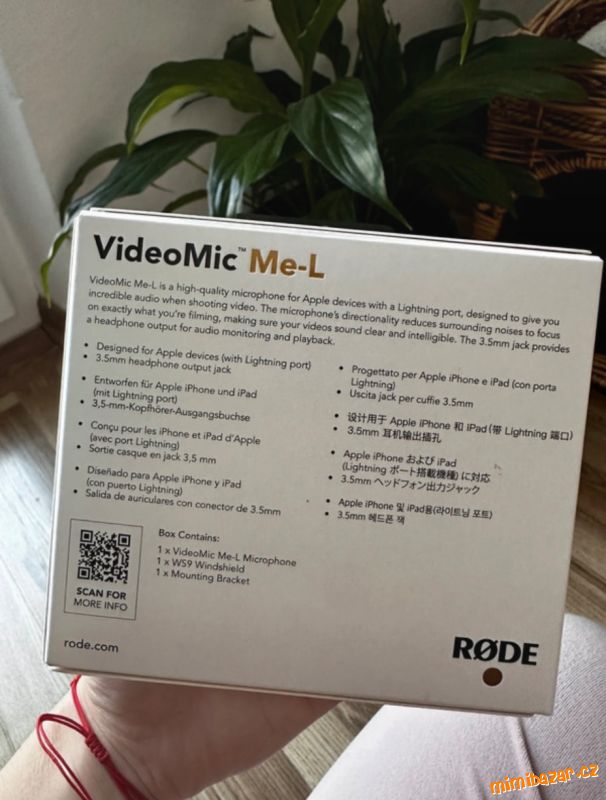 VideoMic™ Me-L
VideoMic Me-L is a high-quality microphone for Apple devices with a Lightning port, designed to give you
incredible audio when shooting video. The microphone's directionality reduces surrounding noises to focus
on exactly what you're filming, making sure your videos sound clear and intelligible. The 3.5mm jack provides
a headphone output for audio monitoring and playback.
• Designed for Apple devices (with Lightning port)
• 3.5mm headphone output jack
• Entworfen für Apple iPhone und iPad
(mit Lightning port)
• 3,5-mm-Kopfhörer-Ausgangsbuchse
• Conçu pour les iPhone et iPad d'Apple
(avec port Lightning)
• Sortie casque en jack 3,5 mm
• Diseñado para Apple iPhone y iPad
(con puerto Lightning)
• Salida de auriculares con conector de 3.5mm
• Progettato per Apple iPhone e iPad (con porta
Lightning)
• Uscita jack per cuffie 3.5mm
• 设计用于 Apple iPhone 和 iPad (带 Lightning 端口)
• 3.5mm 耳机输出插孔
• Apple iPhone および iPad
(Lightning ポート搭載機種) に対応
• 3.5mm ヘッドフォン出力ジャック
• Apple iPhone 및 iPad용(라이트닝 포트)
• 3.5mm 헤드폰 잭
SCAN FOR
MORE INFO
Box Contains:
1 x VideoMic Me-L Microphone
1 x WS9 Windshield
1 x Mounting Bracket
rode.com
RØDE
mimibazar.cz